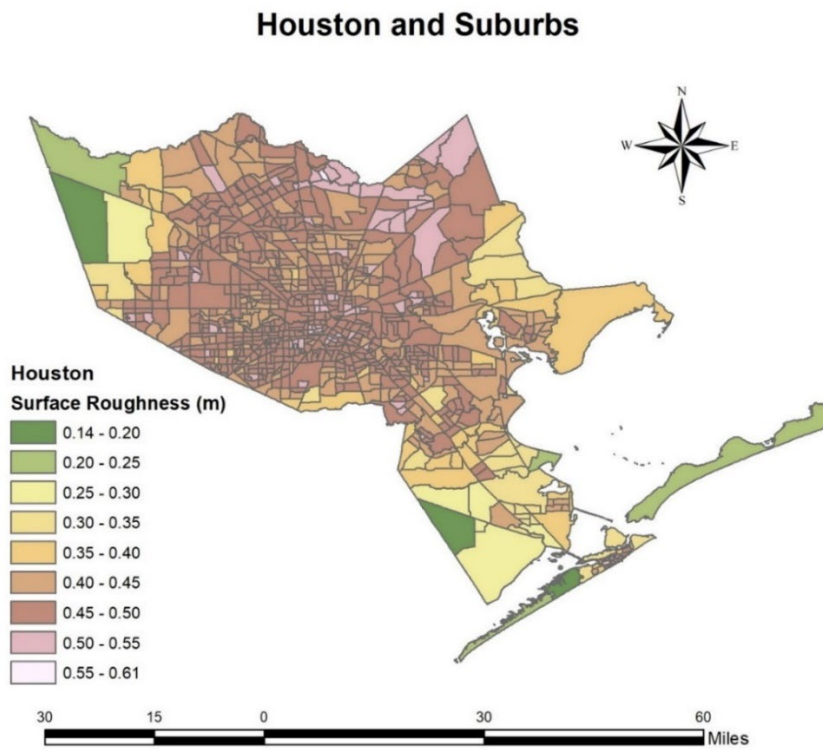 Houston and Suburbs
N
W E
S
Houston
Surface Roughness (m)
0.14 - 0.20
0.20 - 0.25
0.25 - 0.30
0.30 - 0.35
0.35 - 0.40
0.40 - 0.45
0.45 - 0.50
0.50 - 0.55
0.55 - 0.61
30 15 0 30 60
Miles